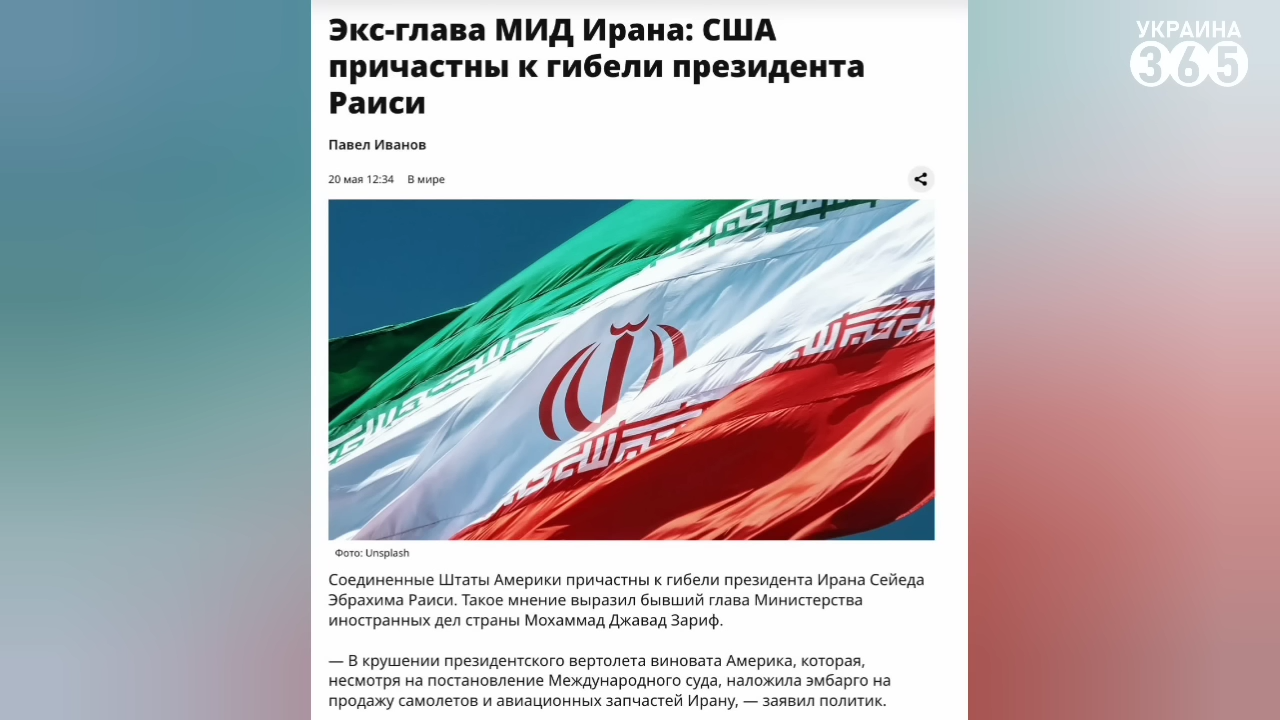 Экс-глава МИД Ирана: США
причастны к гибели президента
Раиси
УКРАИНА
365
Павел Иванов
20 мая 12:34 В мире
Фото: Unsplash
Соединенные Штаты Америки причастны к гибели президента Ирана Сейеда
Эбрахима Раиси. Такое мнение выразил бывший глава Министерства
иностранных дел страны Мохаммад Джавад Зариф.
— В крушении президентского вертолета виновата Америка, которая,
несмотря на постановление Международного суда, наложила эмбарго на
продажу самолетов и авиационных запчастей Ирану, — заявил политик.